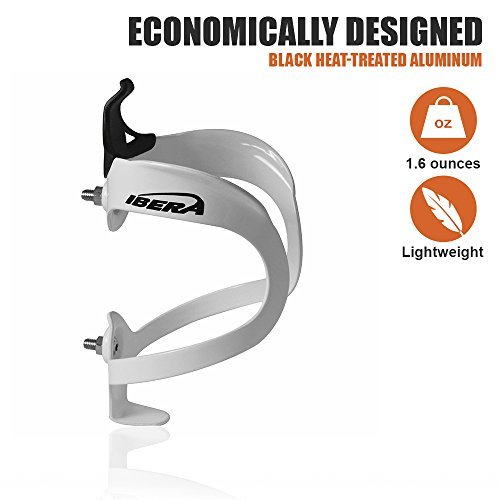 ECONOMICALLY DESIGNED
BLACK HEAT-TREATED ALUMINUM
OZ
1.6 ounces
IBERA
Lightweight